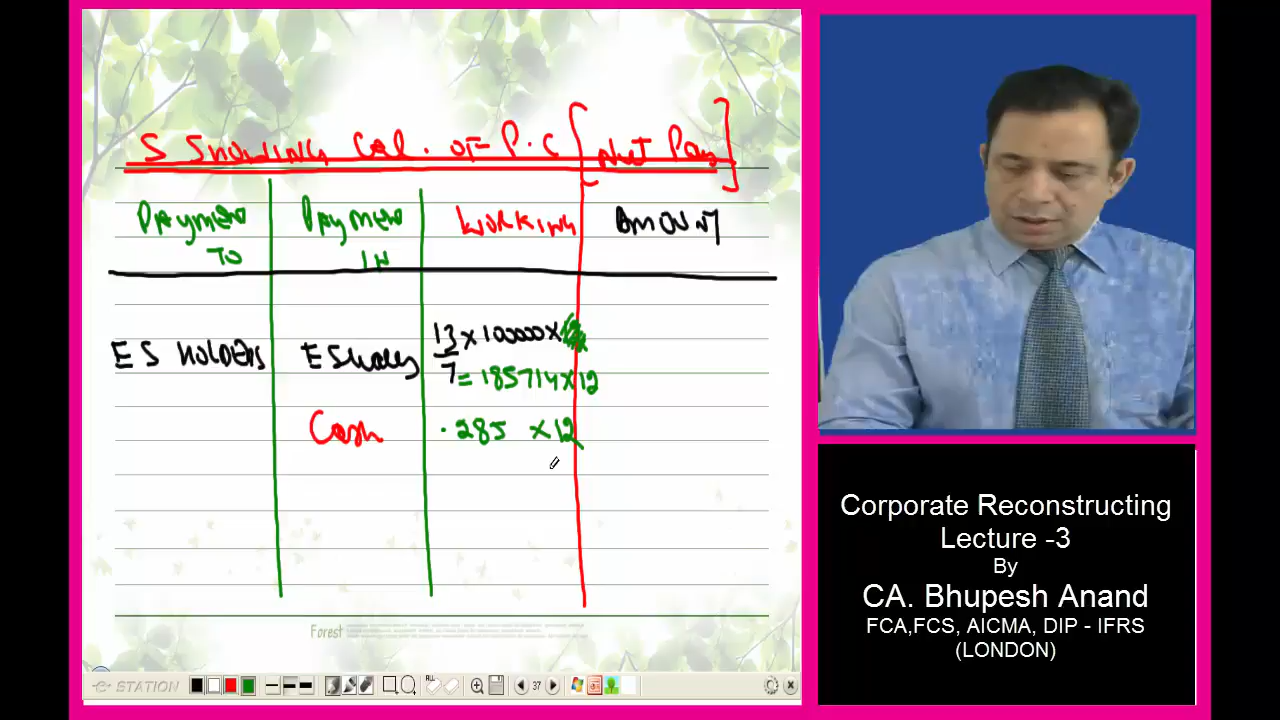 S SHOWING Cal. OF P.C [Net Pay]
Payment TO
Payment IN
WORKING
AMOUNT
ES HOLDERS
E Shares
13/7 × 100000 ×
= 185714 × 12
Cash
.285 × 12
Forest
e-STATION
37
Corporate Reconstructing
Lecture -3
By
CA. Bhupesh Anand
FCA,FCS, AICMA, DIP - IFRS
(LONDON)